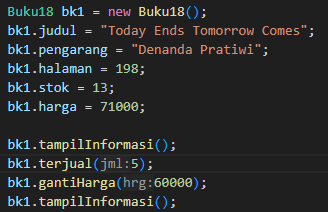 Buku18 bk1 = new Buku18();
bk1.judul = "Today Ends Tomorrow Comes";
bk1.pengarang = "Denanda Pratiwi";
bk1.halaman = 198;
bk1.stok = 13;
bk1.harga = 71000;
bk1.tampilInformasi();
bk1.terjual(jml:5);
bk1.gantiHarga(hrg:60000);
bk1.tampilInformasi();